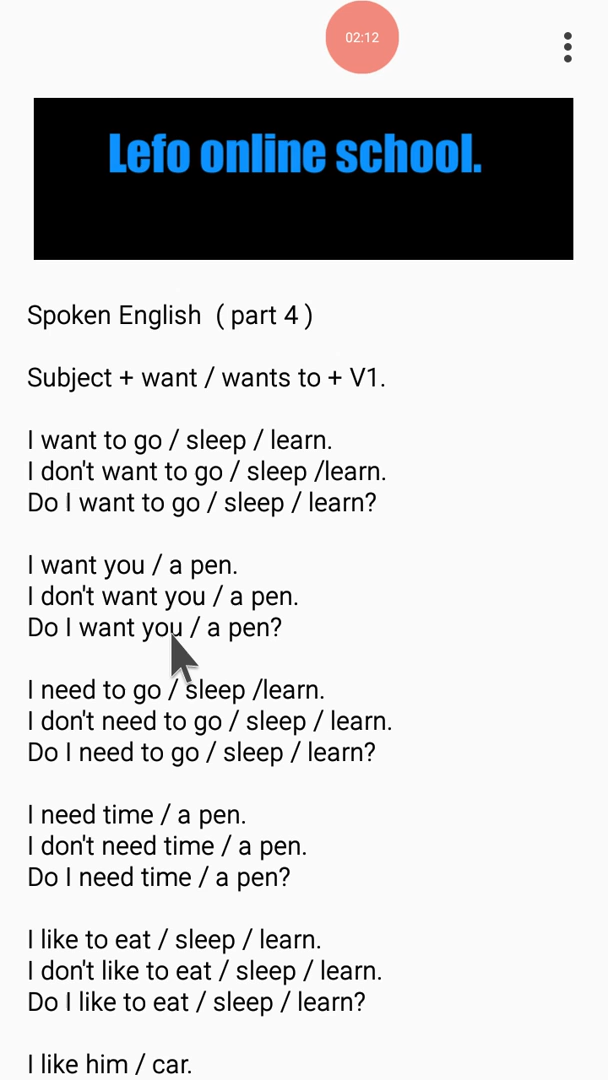 02:12
Lefo online school.
Spoken English  ( part 4 )
Subject + want / wants to + V1.
I want to go / sleep / learn.
I don't want to go / sleep /learn.
Do I want to go / sleep / learn?
I want you / a pen.
I don't want you / a pen.
Do I want you / a pen?
I need to go / sleep /learn.
I don't need to go / sleep / learn.
Do I need to go / sleep / learn?
I need time / a pen.
I don't need time / a pen.
Do I need time / a pen?
I like to eat / sleep / learn.
I don't like to eat / sleep / learn.
Do I like to eat / sleep / learn?
I like him / car.